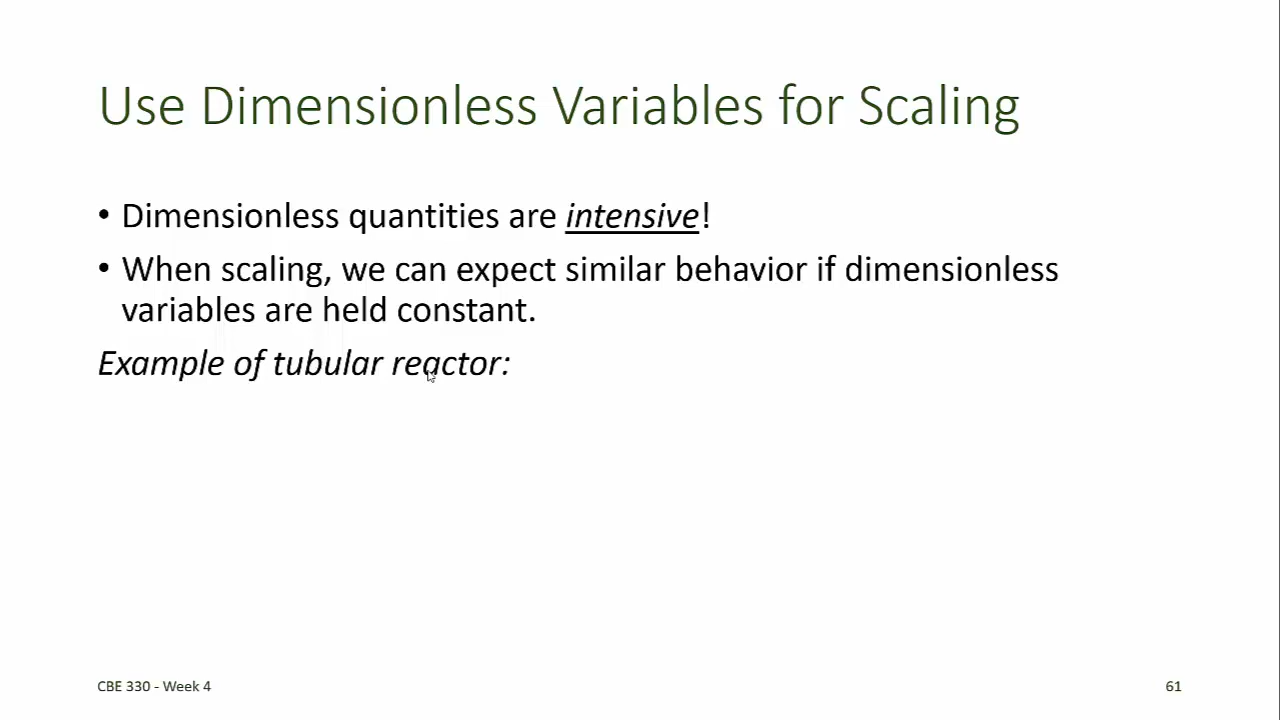 Use Dimensionless Variables for Scaling
• Dimensionless quantities are intensive!
• When scaling, we can expect similar behavior if dimensionless
variables are held constant.
Example of tubular reactor:
CBE 330 - Week 4
61